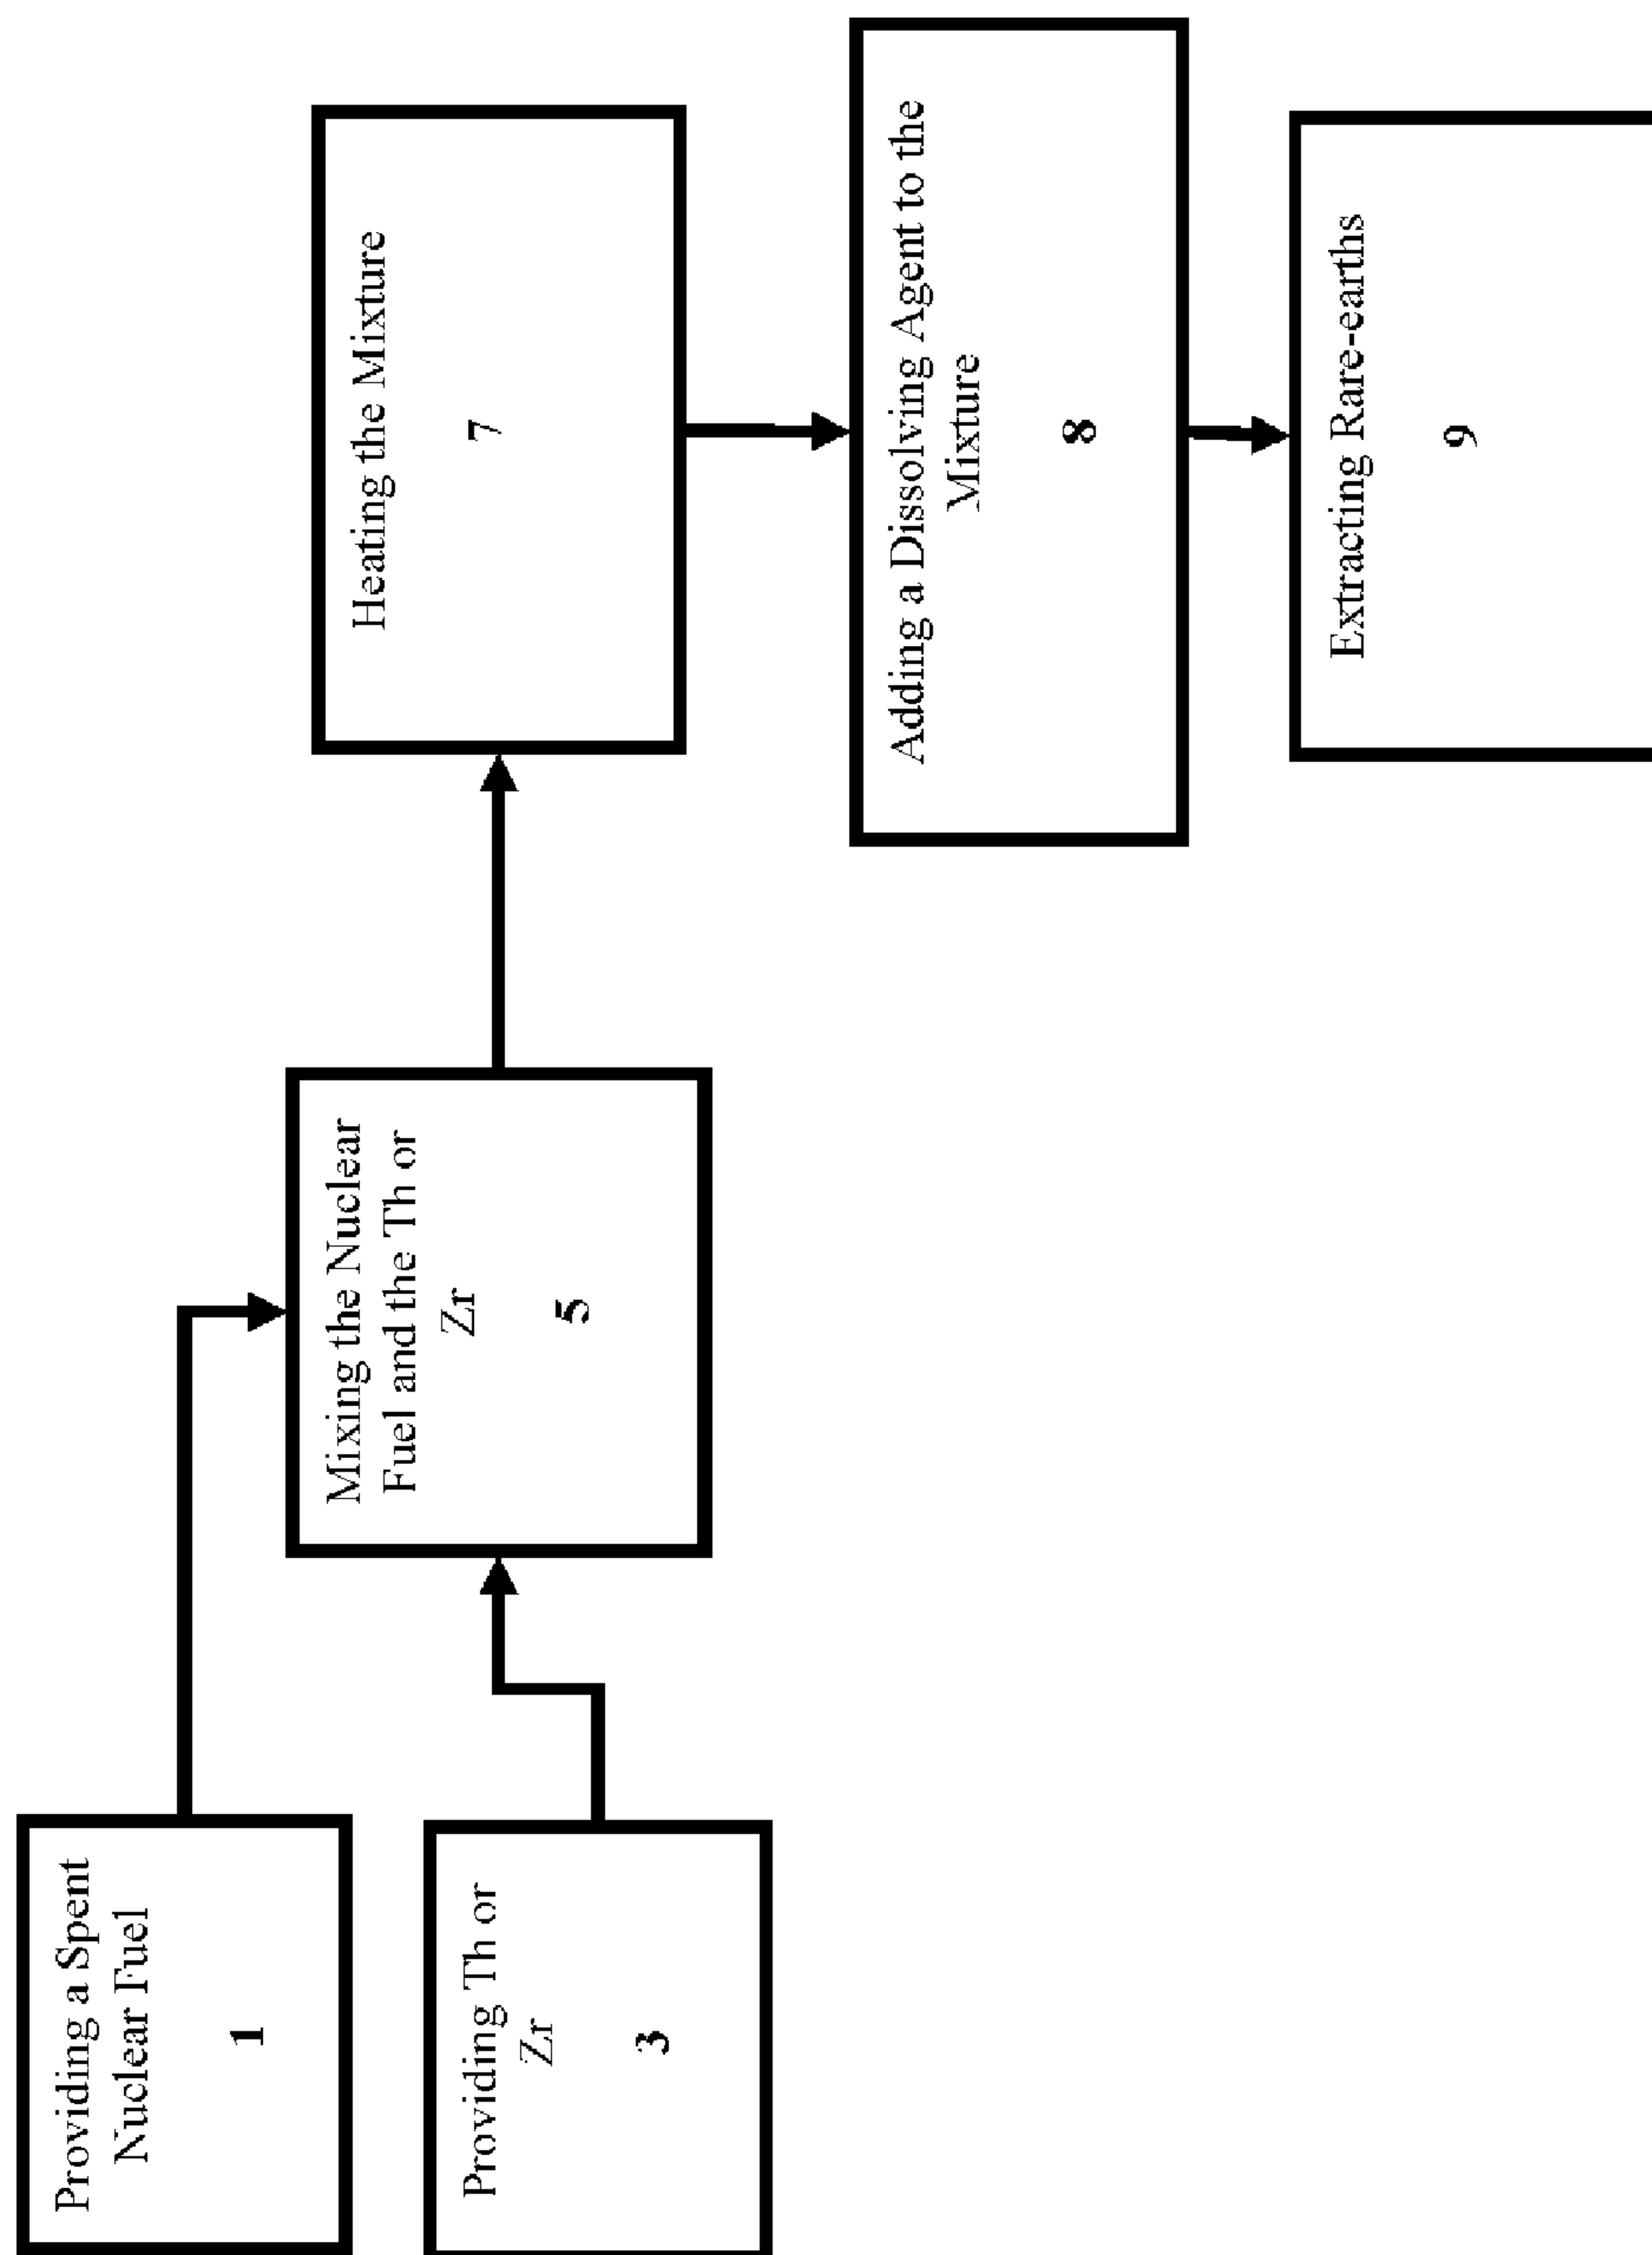 Providing a Spent
Nuclear Fuel
1
Providing Th or
Zr
3
Mixing the Nuclear
Fuel and the Th or
Zr
5
Heating the Mixture
7
Adding a Dissolving Agent to the
Mixture
8
Extracting Rare-earths
9